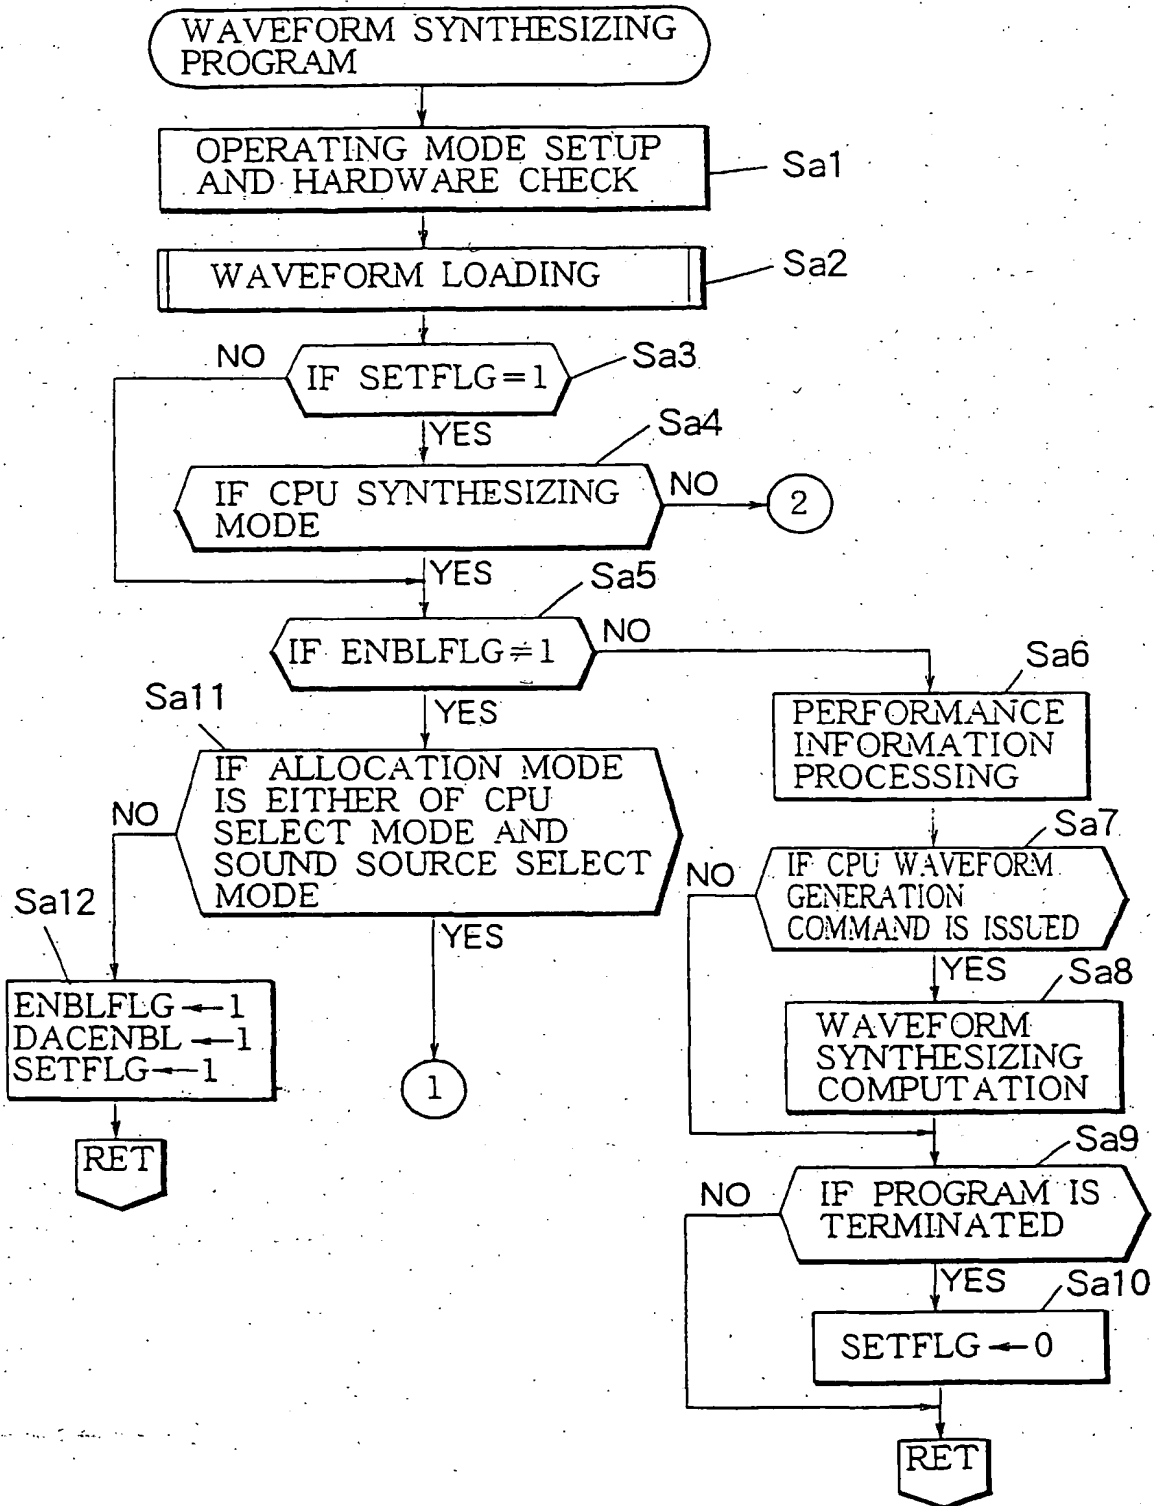 WAVEFORM SYNTHESIZING
PROGRAM
OPERATING MODE SETUP
AND HARDWARE CHECK
Sa1
WAVEFORM LOADING
Sa2
NO
IF SETFLG=1
Sa3
YES
Sa4
IF CPU SYNTHESIZING
MODE
NO
2
YES
Sa5
IF ENBLFLG≠1
NO
Sa6
Sa11
YES
PERFORMANCE
INFORMATION
PROCESSING
IF ALLOCATION MODE
IS EITHER OF CPU
SELECT MODE AND
SOUND SOURCE SELECT
MODE
NO
Sa7
NO
IF CPU WAVEFORM
GENERATION
COMMAND IS ISSUED
Sa12
YES
YES
Sa8
ENBLFLG←1
DACENBL←1
SETFLG←1
WAVEFORM
SYNTHESIZING
COMPUTATION
1
RET
Sa9
NO
IF PROGRAM IS
TERMINATED
YES
Sa10
SETFLG←0
RET